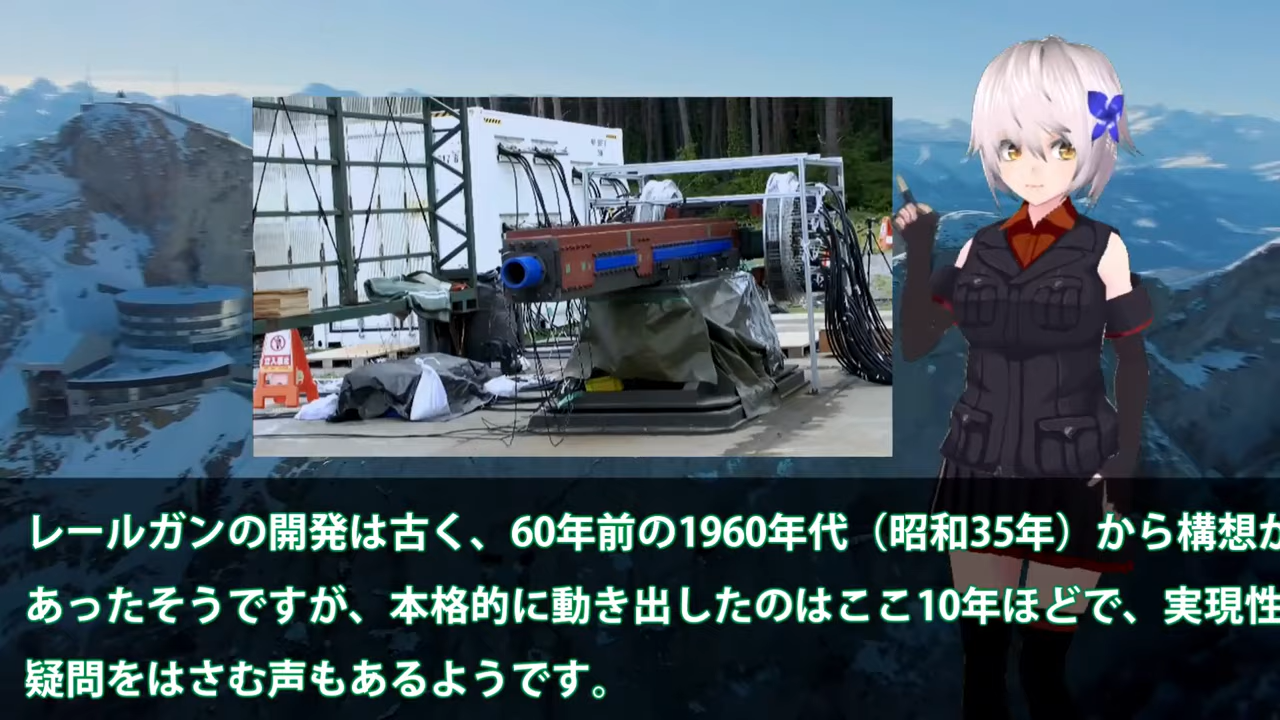 立入禁止
レールガンの開発は古く、60年前の1960年代（昭和35年）から構想が
あったそうですが、本格的に動き出したのはここ10年ほどで、実現性
疑問をはさむ声もあるようです。